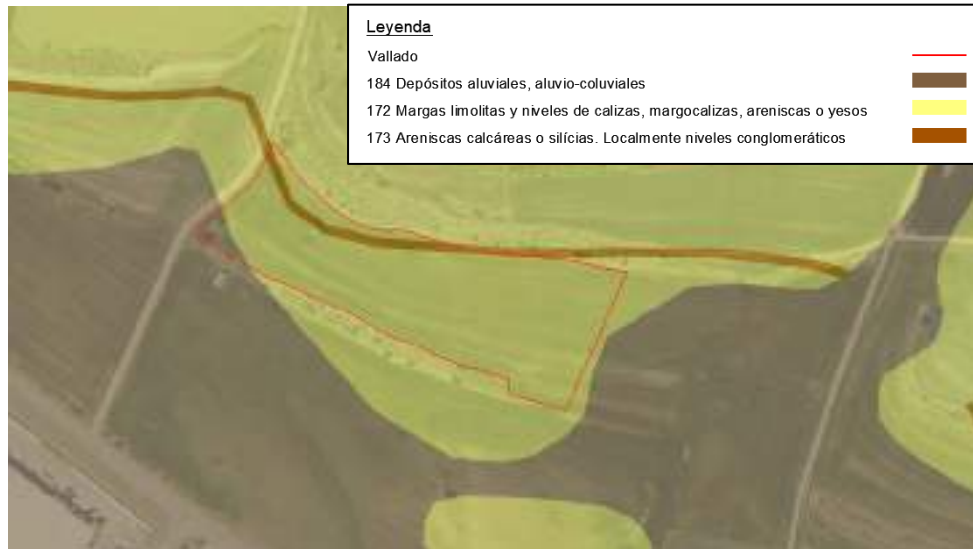 Leyenda
Vallado
184 Depósitos aluviales, aluvio-coluviales
172 Margas limolitas y niveles de calizas, margocalizas, areniscas o yesos
173 Areniscas calcáreas o silícias. Localmente niveles conglomeráticos